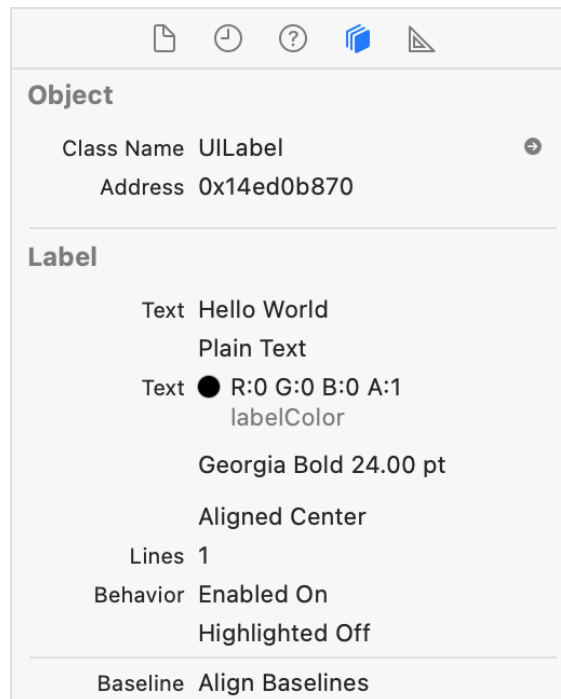 Object
Class Name UILabel
Address 0x14ed0b870
Label
Text Hello World
Plain Text
Text R:0 G:0 B:0 A:1
labelColor
Georgia Bold 24.00 pt
Aligned Center
Lines 1
Behavior Enabled On
Highlighted Off
Baseline Align Baselines